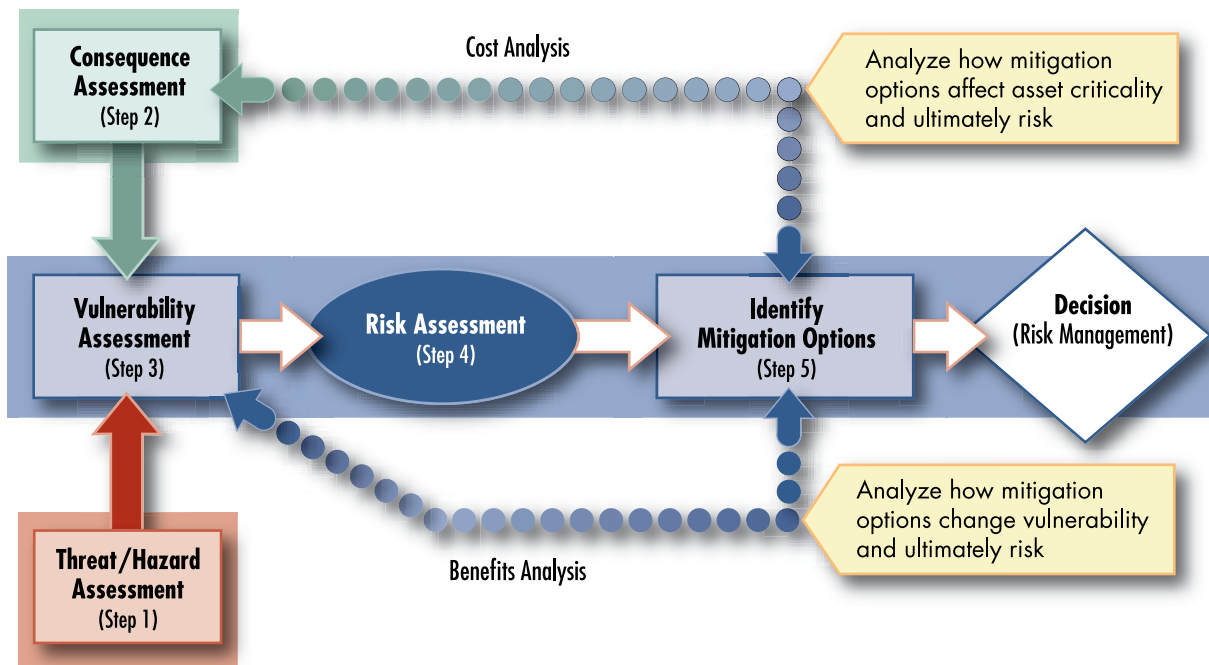 Consequence
Assessment
(Step 2)
Cost Analysis
Analyze how mitigation
options affect asset criticality
and ultimately risk
Vulnerability
Assessment
(Step 3)
Risk Assessment
(Step 4)
Identify
Mitigation Options
(Step 5)
Decision
(Risk Management)
Threat/Hazard
Assessment
(Step 1)
Benefits Analysis
Analyze how mitigation
options change vulnerability
and ultimately risk